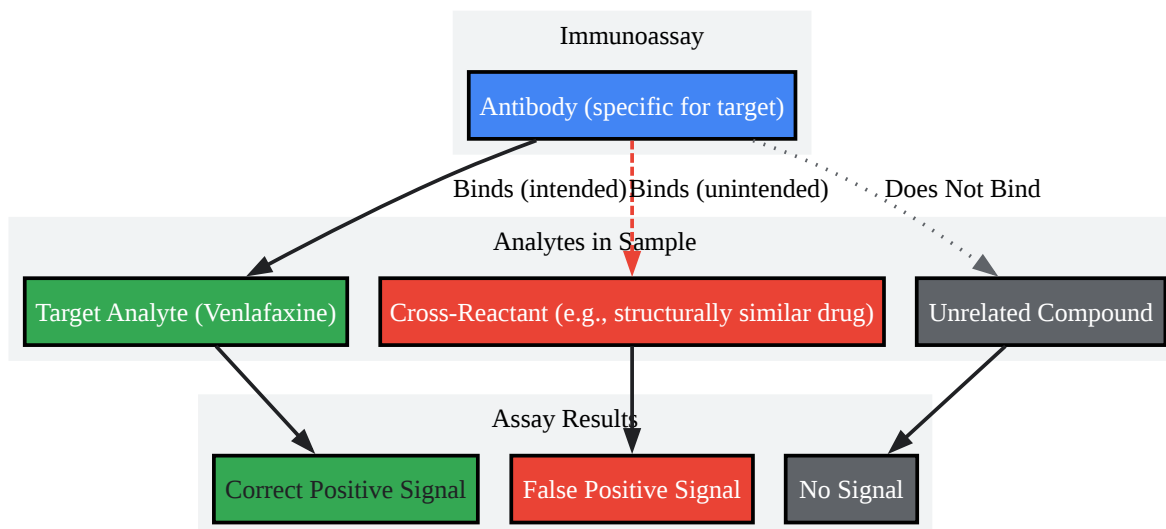 Immunoassay
Antibody (specific for target)
Binds (intended)
Binds (unintended)
Does Not Bind
Analytes in Sample
Target Analyte (Venlafaxine)
Cross-Reactant (e.g., structurally similar drug)
Unrelated Compound
Assay Results
Correct Positive Signal
False Positive Signal
No Signal